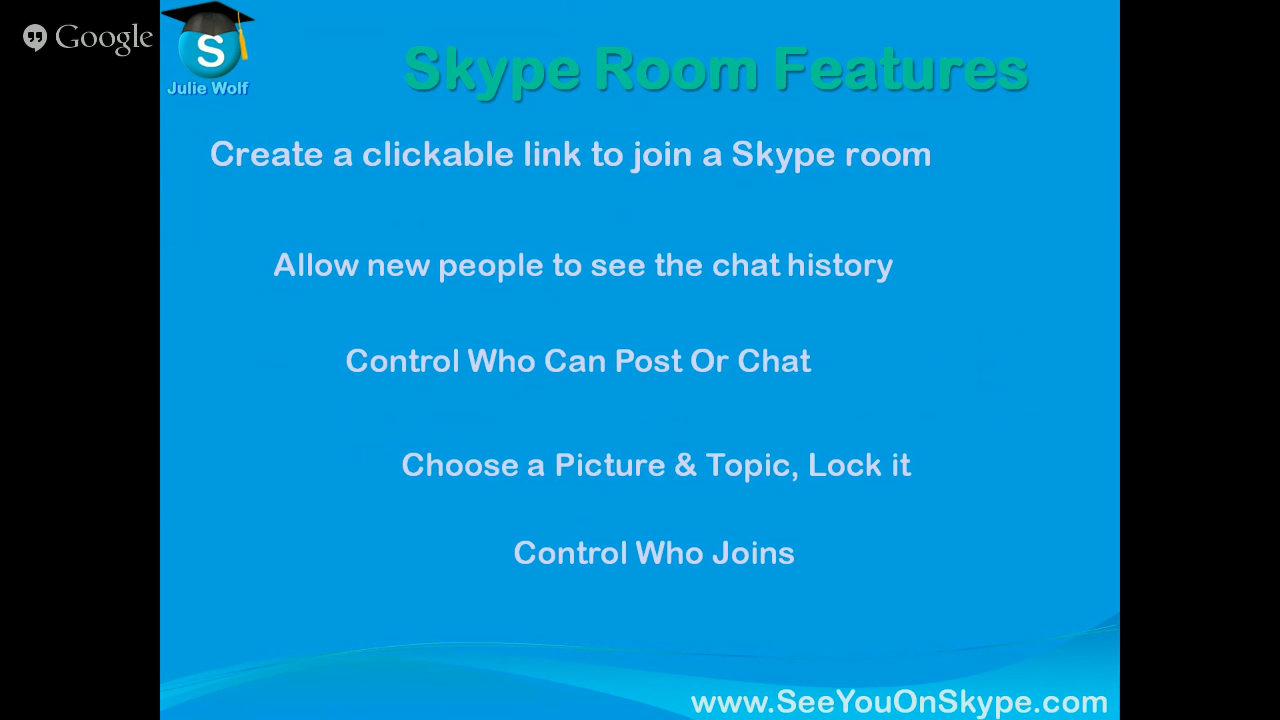 Google
S
Julie Wolf
Skype Room Features
Create a clickable link to join a Skype room
Allow new people to see the chat history
Control Who Can Post Or Chat
Choose a Picture & Topic, Lock it
Control Who Joins
www.SeeYouOnSkype.com